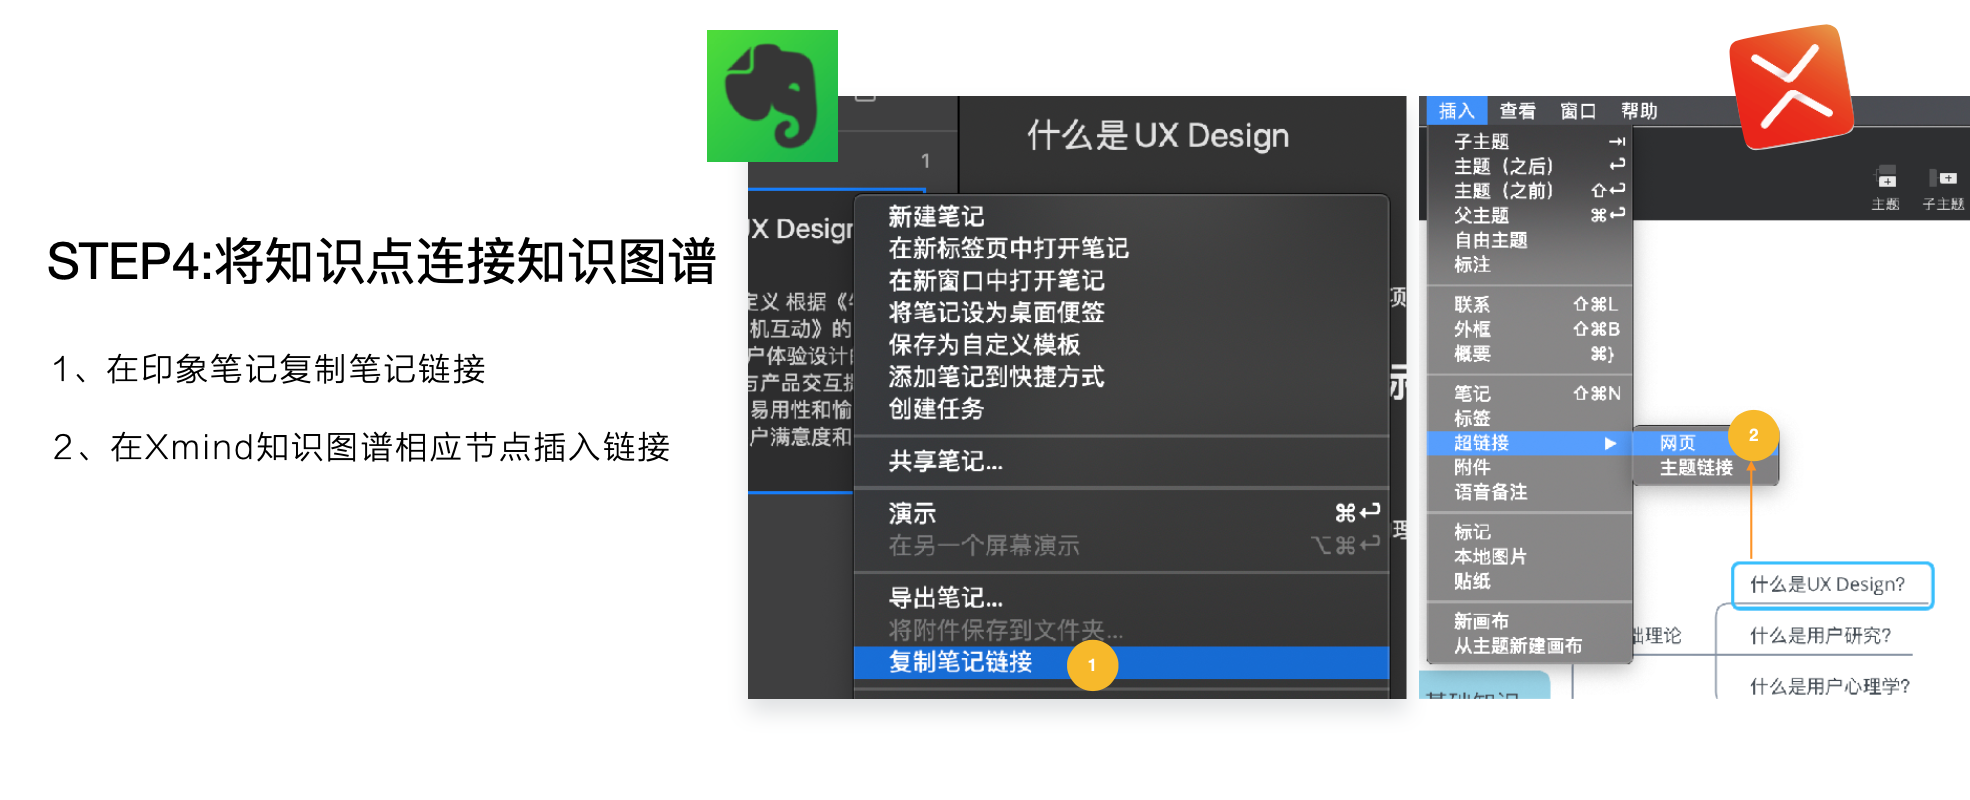 STEP4:将知识点连接知识图谱
1、在印象笔记复制笔记链接
2、在Xmind知识图谱相应节点插入链接
1
什么是UX Design
UX Design
定义 根据《
机互动》的
户体验设计
与产品交互
易用性和愉
户满意度和
新建笔记
在新标签页中打开笔记
在新窗口中打开笔记
将笔记设为桌面便签
保存为自定义模板
添加笔记到快捷方式
创建任务
共享笔记...
演示 ⌘↩
在另一个屏幕演示 ⌥⌘↩
导出笔记...
将附件保存到文件夹...
复制笔记链接 1
插入 查看 窗口 帮助
子主题 ⇥
主题（之后） ↩
主题（之前） ⇧↩
父主题 ⌘↩
自由主题
标注
联系 ⇧⌘L
外框 ⇧⌘B
概要 ⌘}
笔记 ⇧⌘N
标签
超链接 ▶
附件
语音备注
标记
本地图片
贴纸
新画布
从主题新建画布
网页 2
主题链接
主题 子主题
什么是UX Design?
础理论
什么是用户研究?
什么是用户心理学?
基础知识